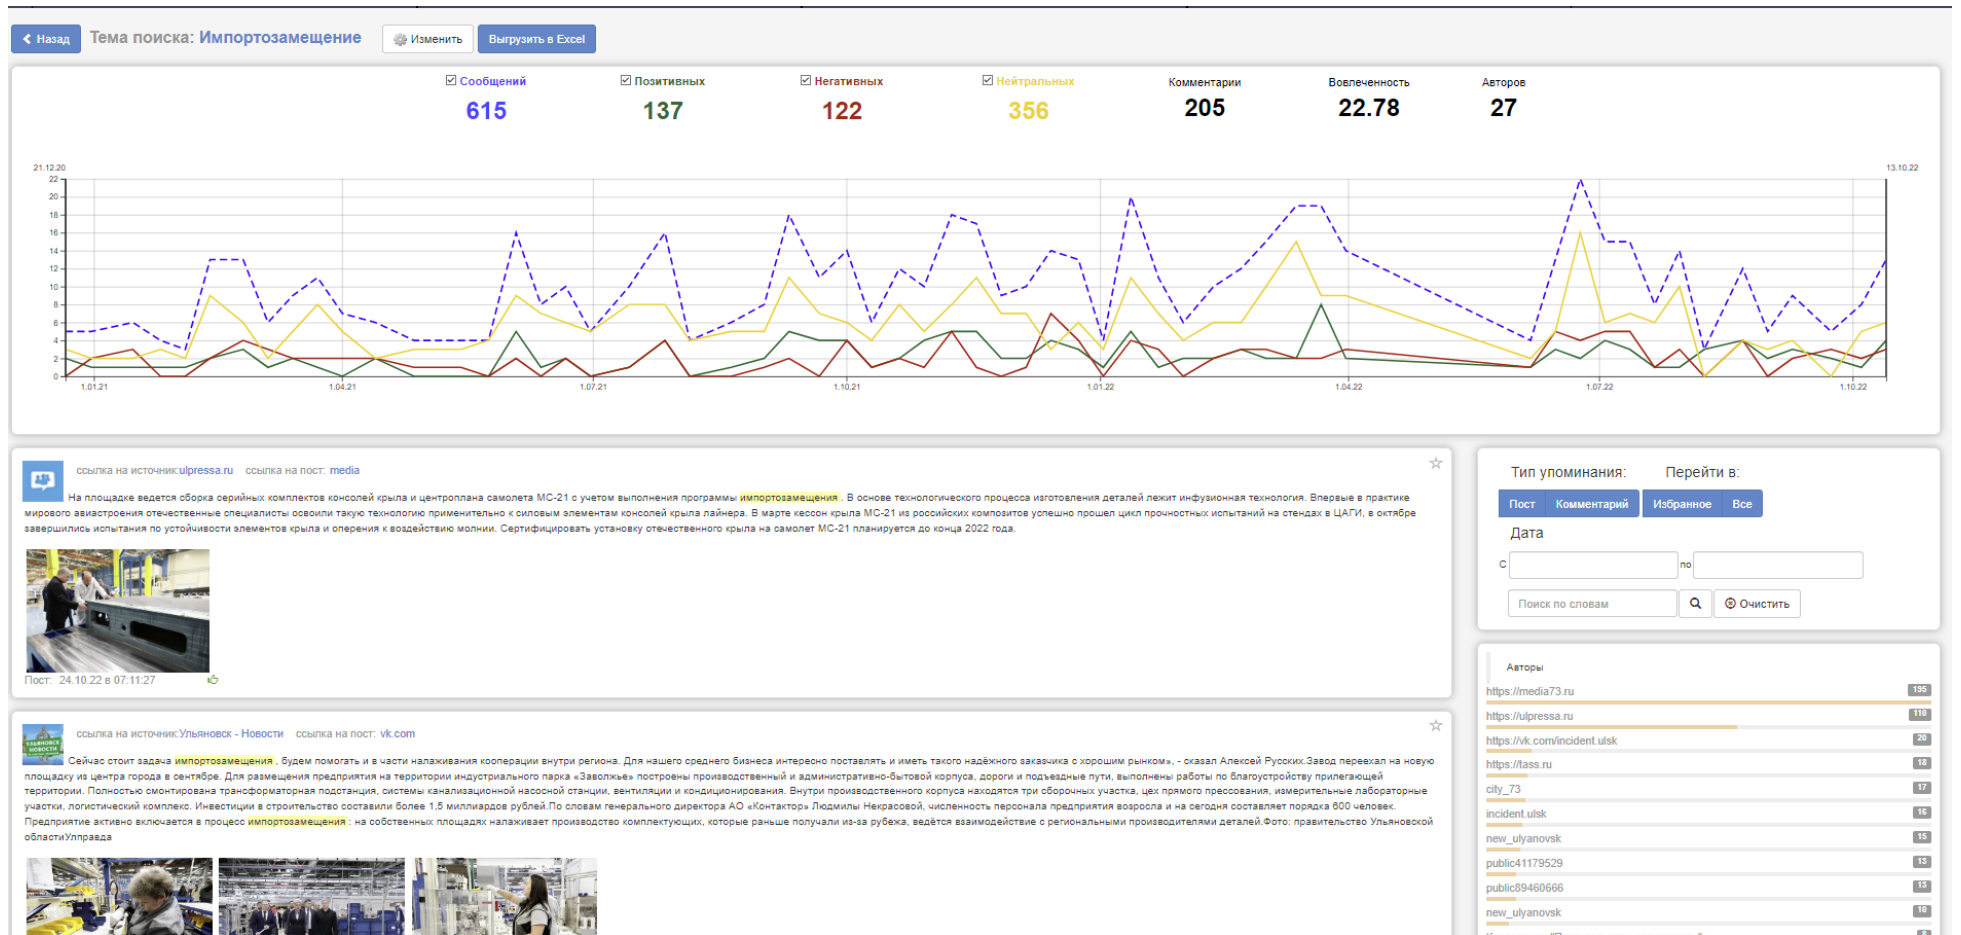 Назад Тема поиска: Импортозамещение Изменить Выгрузить в Excel
Сообщений Позитивных Негативных Нейтральных Комментарии Вовлеченность Авторов
615 137 122 356 205 22.78 27
21.12.20 13.10.22
22
20
18
16
14
12
10
8
6
4
2
0
1.01.21 1.04.21 1.07.21 1.10.21 1.01.22 1.04.22 1.07.22 1.10.22
ссылка на источник:ulpressa.ru ссылка на пост: media
На площадке ведется сборка серийных комплектов консолей крыла и центроплана самолета МС-21 с учетом выполнения программы импортозамещения . В основе технологического процесса изготовления деталей лежит инфузионная технология. Впервые в практике
мирового авиастроения отечественные специалисты освоили такую технологию применительно к силовым элементам консолей крыла лайнера. В марте кессон крыла МС-21 из российских композитов успешно прошел цикл прочностных испытаний на стендах в ЦАГИ, в октябре
завершились испытания по устойчивости элементов крыла и оперения к воздействию молнии. Сертифицировать установку отечественного крыла на самолет МС-21 планируется до конца 2022 года.
Пост: 24.10.22 в 07:11:27
УЛЬЯНОВСК
НОВОСТИ
ссылка на источник:Ульяновск - Новости ссылка на пост: vk.com
Сейчас стоит задача импортозамещения , будем помогать и в части налаживания кооперации внутри региона. Для нашего среднего бизнеса интересно поставлять и иметь такого надёжного заказчика с хорошим рынком», - сказал Алексей Русских.Завод переехал на новую
площадку из центра города в сентябре. Для размещения предприятия на территории индустриального парка «Заволжье» построены производственный и административно-бытовой корпуса, дороги и подъездные пути, выполнены работы по благоустройству прилегающей
территории. Полностью смонтирована трансформаторная подстанция, системы канализационной насосной станции, вентиляции и кондиционирования. Внутри производственного корпуса находятся три сборочных участка, цех прямого прессования, измерительные лабораторные
участки, логистический комплекс. Инвестиции в строительство составили более 1,5 миллиардов рублей.По словам генерального директора АО «Контактор» Людмилы Некрасовой, численность персонала предприятия возросла и на сегодня составляет порядка 600 человек.
Предприятие активно включается в процесс импортозамещения : на собственных площадях налаживает производство комплектующих, которые раньше получали из-за рубежа, ведётся взаимодействие с региональными производителями деталей.Фото: правительство Ульяновской
областиУлправда
Тип упоминания: Перейти в:
Пост Комментарий Избранное Все
Дата
С по
Поиск по словам Очистить
Авторы
https://media73.ru 195
https://ulpressa.ru 110
https://vk.com/incident.ulsk 20
https://tass.ru 18
city_73 17
incident.ulsk 16
new_ulyanovsk 15
public41179529 13
public89460666 13
new_ulyanovsk 10